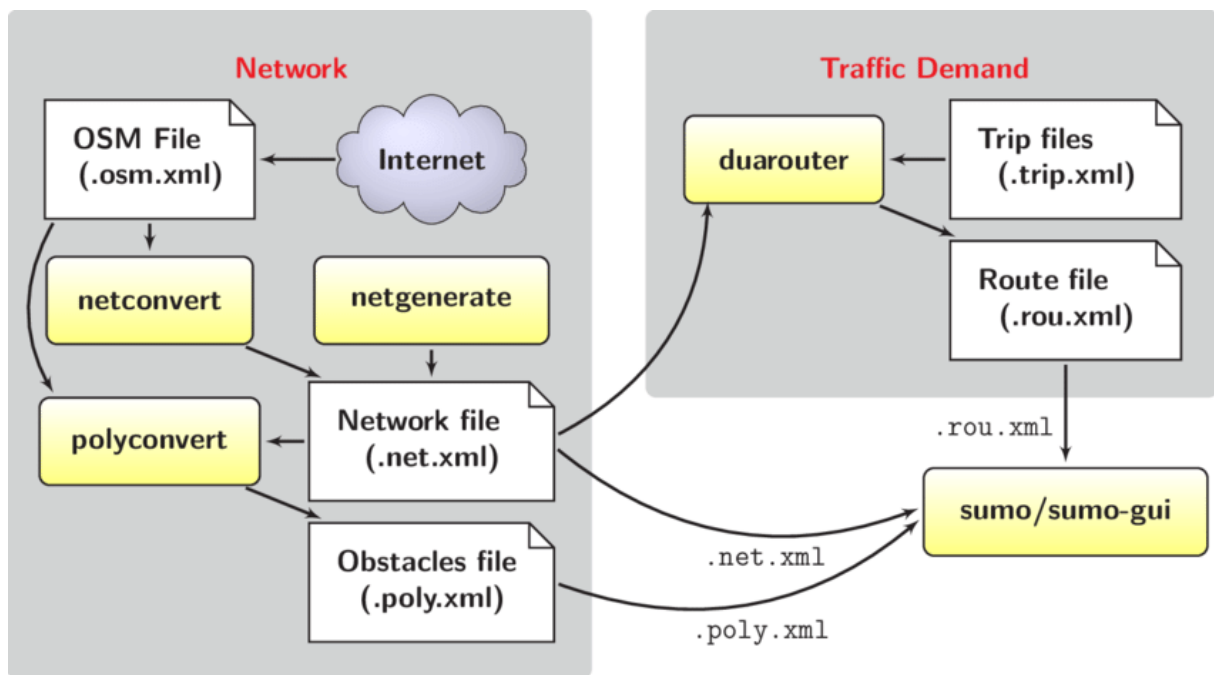 Network
OSM File
(.osm.xml)
Internet
netconvert
netgenerate
polyconvert
Network file
(.net.xml)
Obstacles file
(.poly.xml)
Traffic Demand
duarouter
Trip files
(.trip.xml)
Route file
(.rou.xml)
.rou.xml
sumo/sumo-gui
.net.xml
.poly.xml